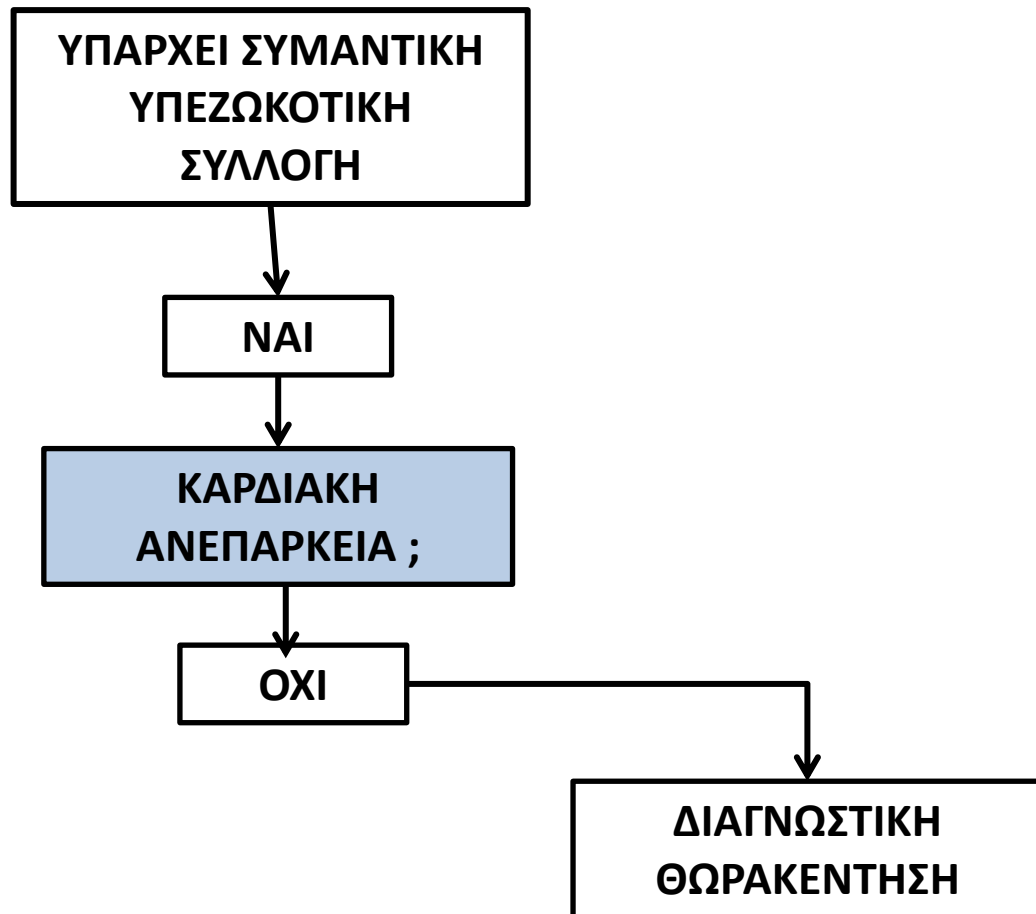 ΥΠΑΡΧΕΙ ΣΥΜΑΝΤΙΚΗ
ΥΠΕΖΩΚΟΤΙΚΗ
ΣΥΛΛΟΓΗ
ΝΑΙ
ΚΑΡΔΙΑΚΗ
ΑΝΕΠΑΡΚΕΙΑ ;
ΟΧΙ
ΔΙΑΓΝΩΣΤΙΚΗ
ΘΩΡΑΚΕΝΤΗΣΗ